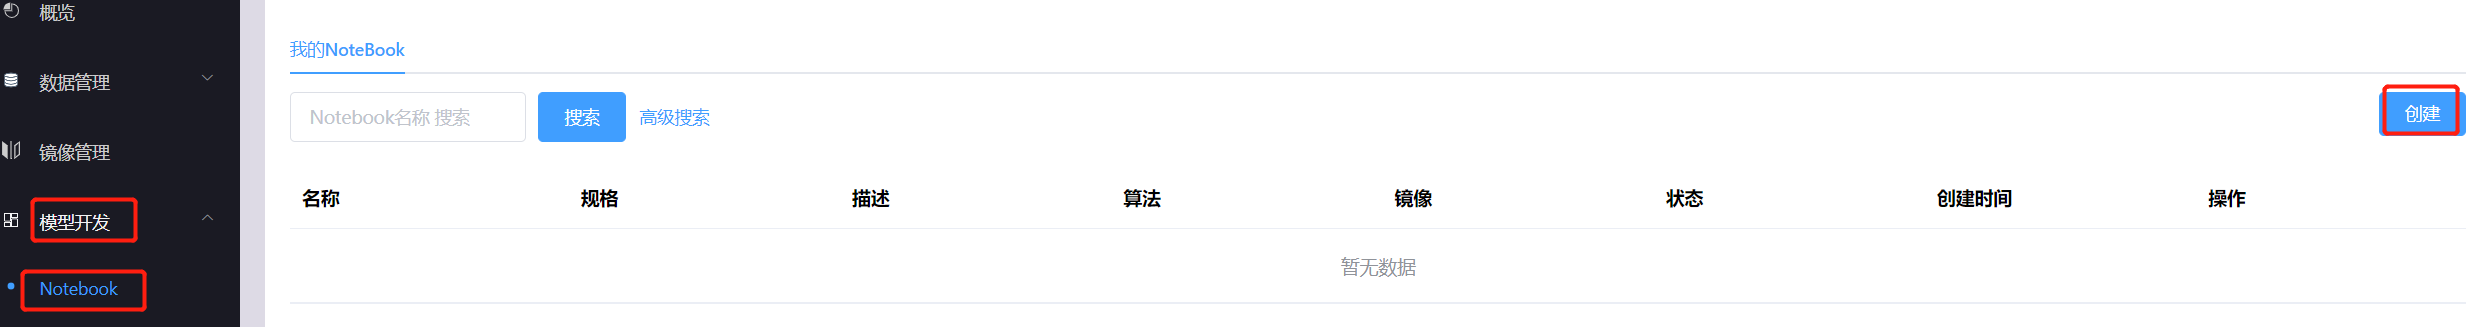 概览
数据管理
镜像管理
模型开发
Notebook
我的NoteBook
Notebook名称 搜索 搜索 高级搜索 创建
名称 规格 描述 算法 镜像 状态 创建时间 操作
暂无数据